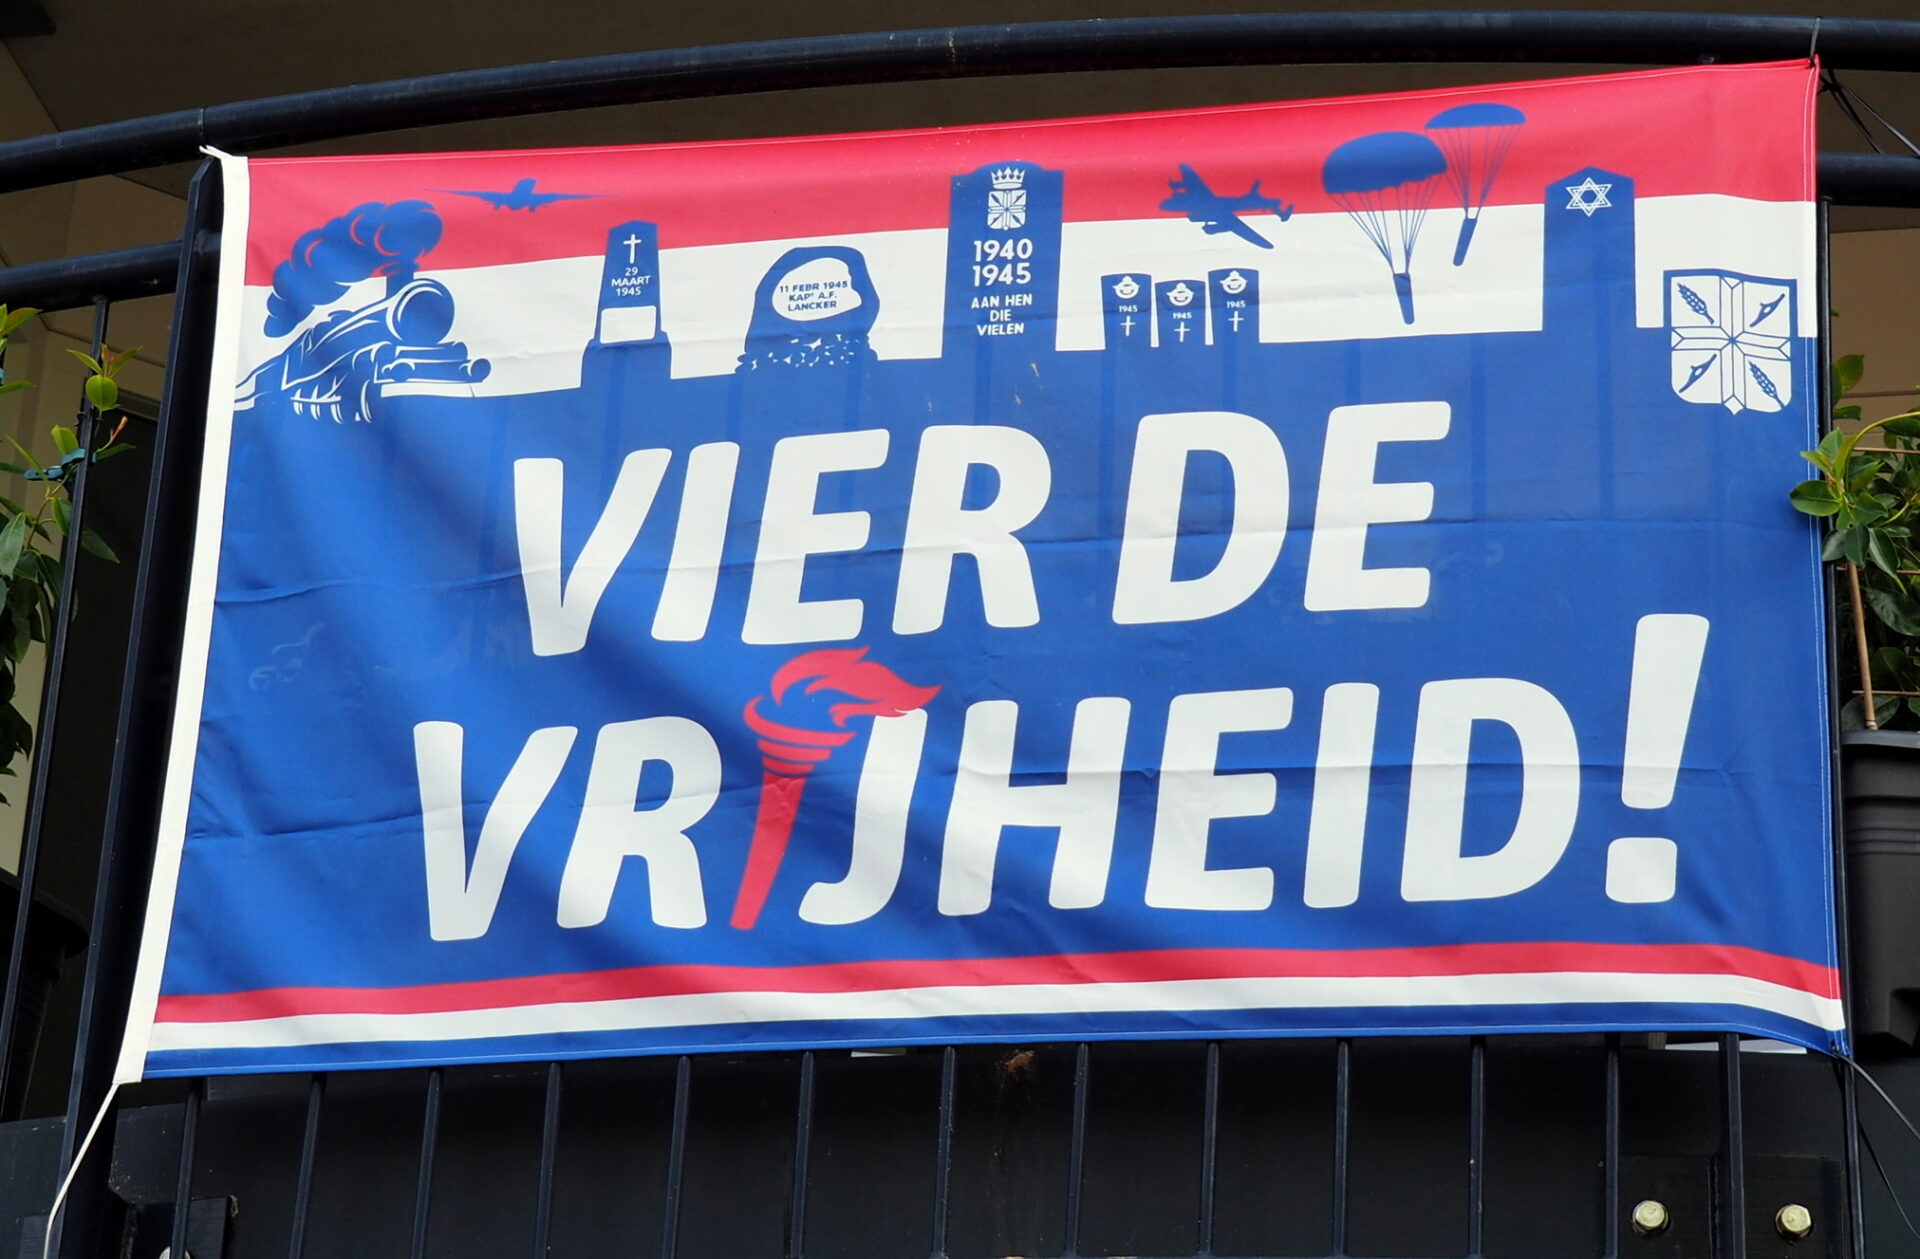 29
MAART
1945
11 FEBR 1945
KAPT A.F.
LANCKER
1940
1945
AAN HEN
DIE
VIELEN
1945
1945
1945
VIER DE
VRIJHEID!